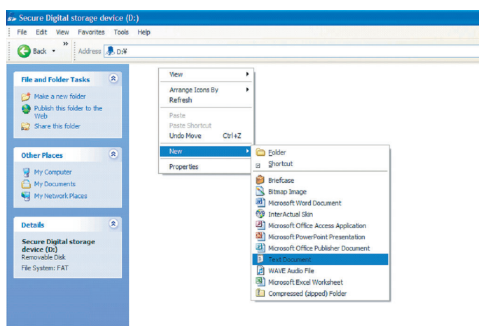 Secure Digital storage device (D:)
File Edit View Favorites Tools Help
Back Address D:¥
File and Folder Tasks
Make a new folder
Publish this folder to the
Web
Share this folder
Other Places
My Computer
My Documents
My Network Places
Details
Secure Digital storage
device (D:)
Removable Disk
File System: FAT
View
Arrange Icons By
Refresh
Paste
Paste Shortcut
Undo Move Ctrl+Z
New
Properties
Folder
Shortcut
Briefcase
Bitmap Image
Microsoft Word Document
InterActual Skin
Microsoft Office Access Application
Microsoft PowerPoint Presentation
Microsoft Office Publisher Document
Text Document
WAVE Audio File
Microsoft Excel Worksheet
Compressed (zipped) Folder